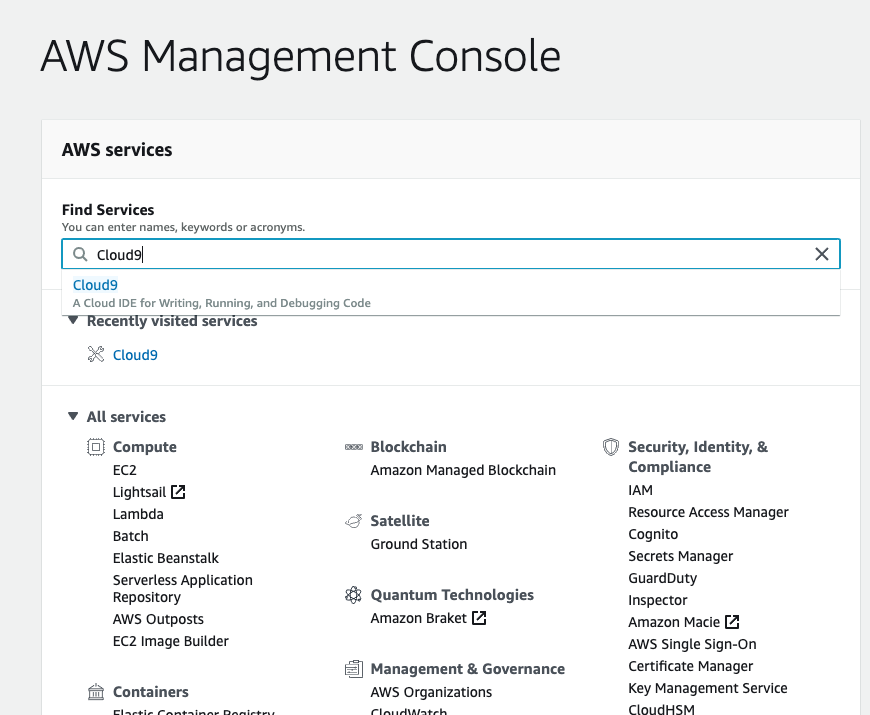 AWS Management Console
AWS services
Find Services
You can enter names, keywords or acronyms.
Cloud9
Cloud9
A Cloud IDE for Writing, Running, and Debugging Code
Recently visited services
Cloud9
All services
Compute
EC2
Lightsail
Lambda
Batch
Elastic Beanstalk
Serverless Application
Repository
AWS Outposts
EC2 Image Builder
Containers
Elastic Container Registry
Blockchain
Amazon Managed Blockchain
Satellite
Ground Station
Quantum Technologies
Amazon Braket
Management & Governance
AWS Organizations
CloudWatch
Security, Identity, &
Compliance
IAM
Resource Access Manager
Cognito
Secrets Manager
GuardDuty
Inspector
Amazon Macie
AWS Single Sign-On
Certificate Manager
Key Management Service
CloudHSM